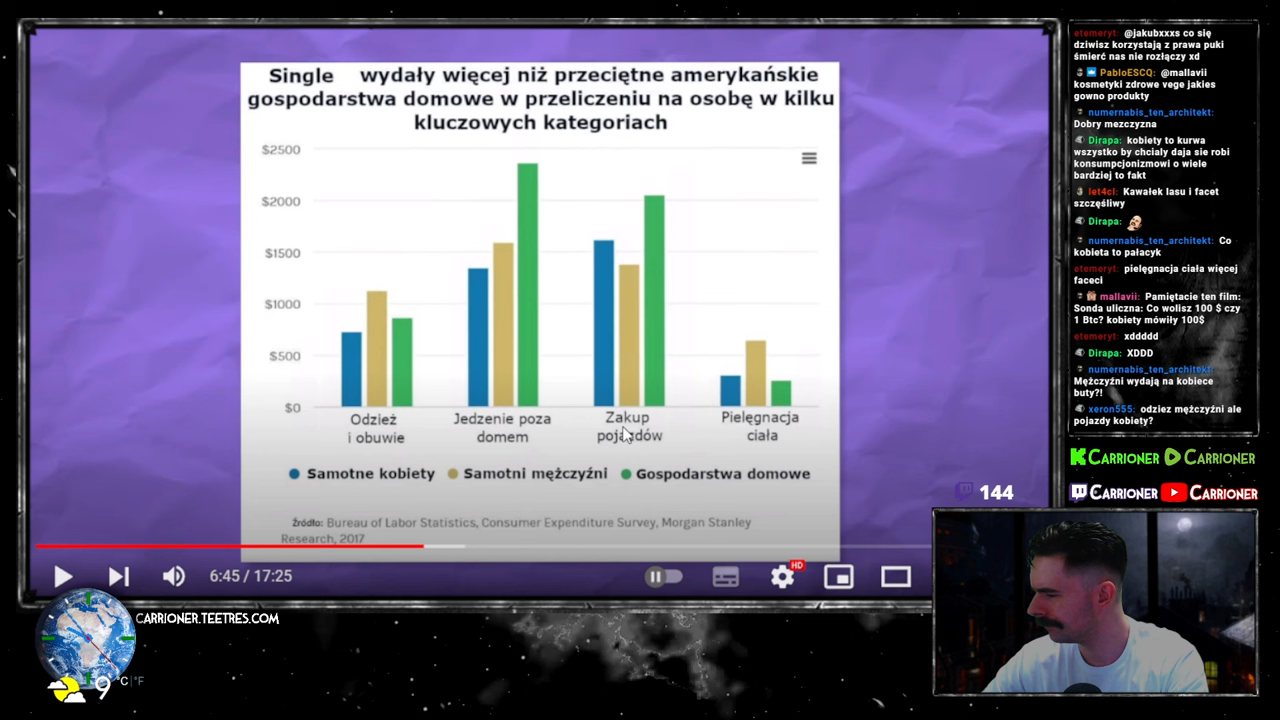 Single wydały więcej niż przeciętne amerykańskie
gospodarstwa domowe w przeliczeniu na osobę w kilku
kluczowych kategoriach
$2500
$2000
$1500
$1000
$500
$0
Odzież
i obuwie
Jedzenie poza
domem
Zakup
pojazdów
Pielęgnacja
ciała
Samotne kobiety
Samotni mężczyźni
Gospodarstwa domowe
Źródło: Bureau of Labor Statistics, Consumer Expenditure Survey, Morgan Stanley
Research, 2017
6:45 / 17:25
HD
144
CARRIONER.TEETRES.COM
9 °C|°F
etemeryt: @jakubxxxs co się
dziwisz korzystają z prawa puki
śmierć nas nie rozłączy xd
PabloESCQ: @mallavii
kosmetyki zdrowe vege jakies
gowno produkty
numernabis_ten_architekt:
Dobry mezczyzna
Dirapa: kobiety to kurwa
wszystko by chcialy daja sie robi
konsumpcjonizmowi o wiele
bardziej to fakt
let4cl: Kawałek lasu i facet
szczęśliwy
Dirapa:
numernabis_ten_architekt: Co
kobieta to pałacyk
etemeryt: pielęgnacja ciała więcej
faceci
mallavii: Pamiętacie ten film:
Sonda uliczna: Co wolisz 100 $ czy
1 Btc? kobiety mówiły 100$
etemeryt: xddddd
Dirapa: XDDD
numernabis_ten_architekt:
Mężczyźni wydają na kobiece
buty?!
xeron555: odziez mężczyźni ale
pojazdy kobiety?
CARRIONER CARRIONER
CARRIONER CARRIONER